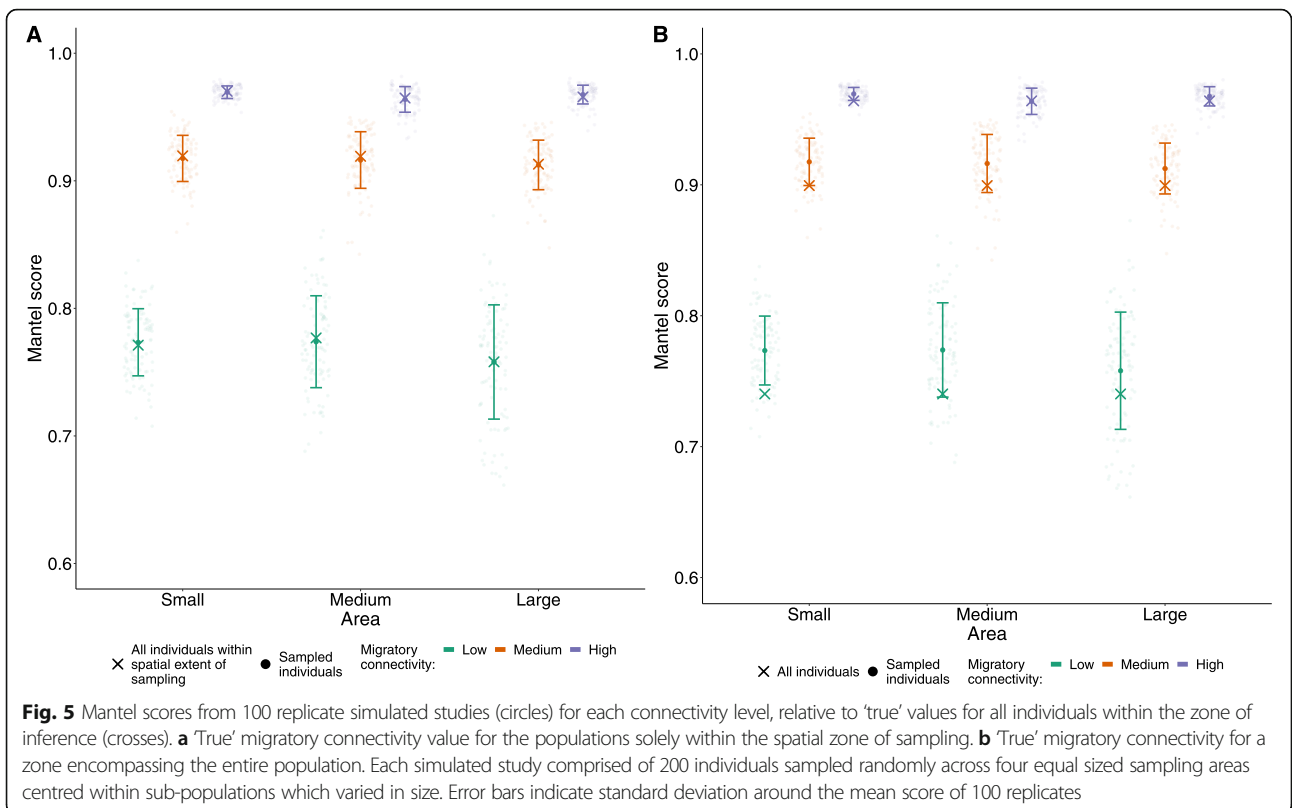 A
1.0
0.9
0.8
0.7
0.6
Mantel score
Small Medium Large
Area
All individuals within
spatial extent of
sampling
Sampled
individuals
Migratory
connectivity:
Low Medium High
B
1.0
0.9
0.8
0.7
0.6
Mantel score
Small Medium Large
Area
All individuals
Sampled
individuals
Migratory
connectivity:
Low Medium High
Fig. 5 Mantel scores from 100 replicate simulated studies (circles) for each connectivity level, relative to ‘true’ values for all individuals within the zone of
inference (crosses). a ‘True’ migratory connectivity value for the populations solely within the spatial zone of sampling. b ‘True’ migratory connectivity for a
zone encompassing the entire population. Each simulated study comprised of 200 individuals sampled randomly across four equal sized sampling areas
centred within sub-populations which varied in size. Error bars indicate standard deviation around the mean score of 100 replicates